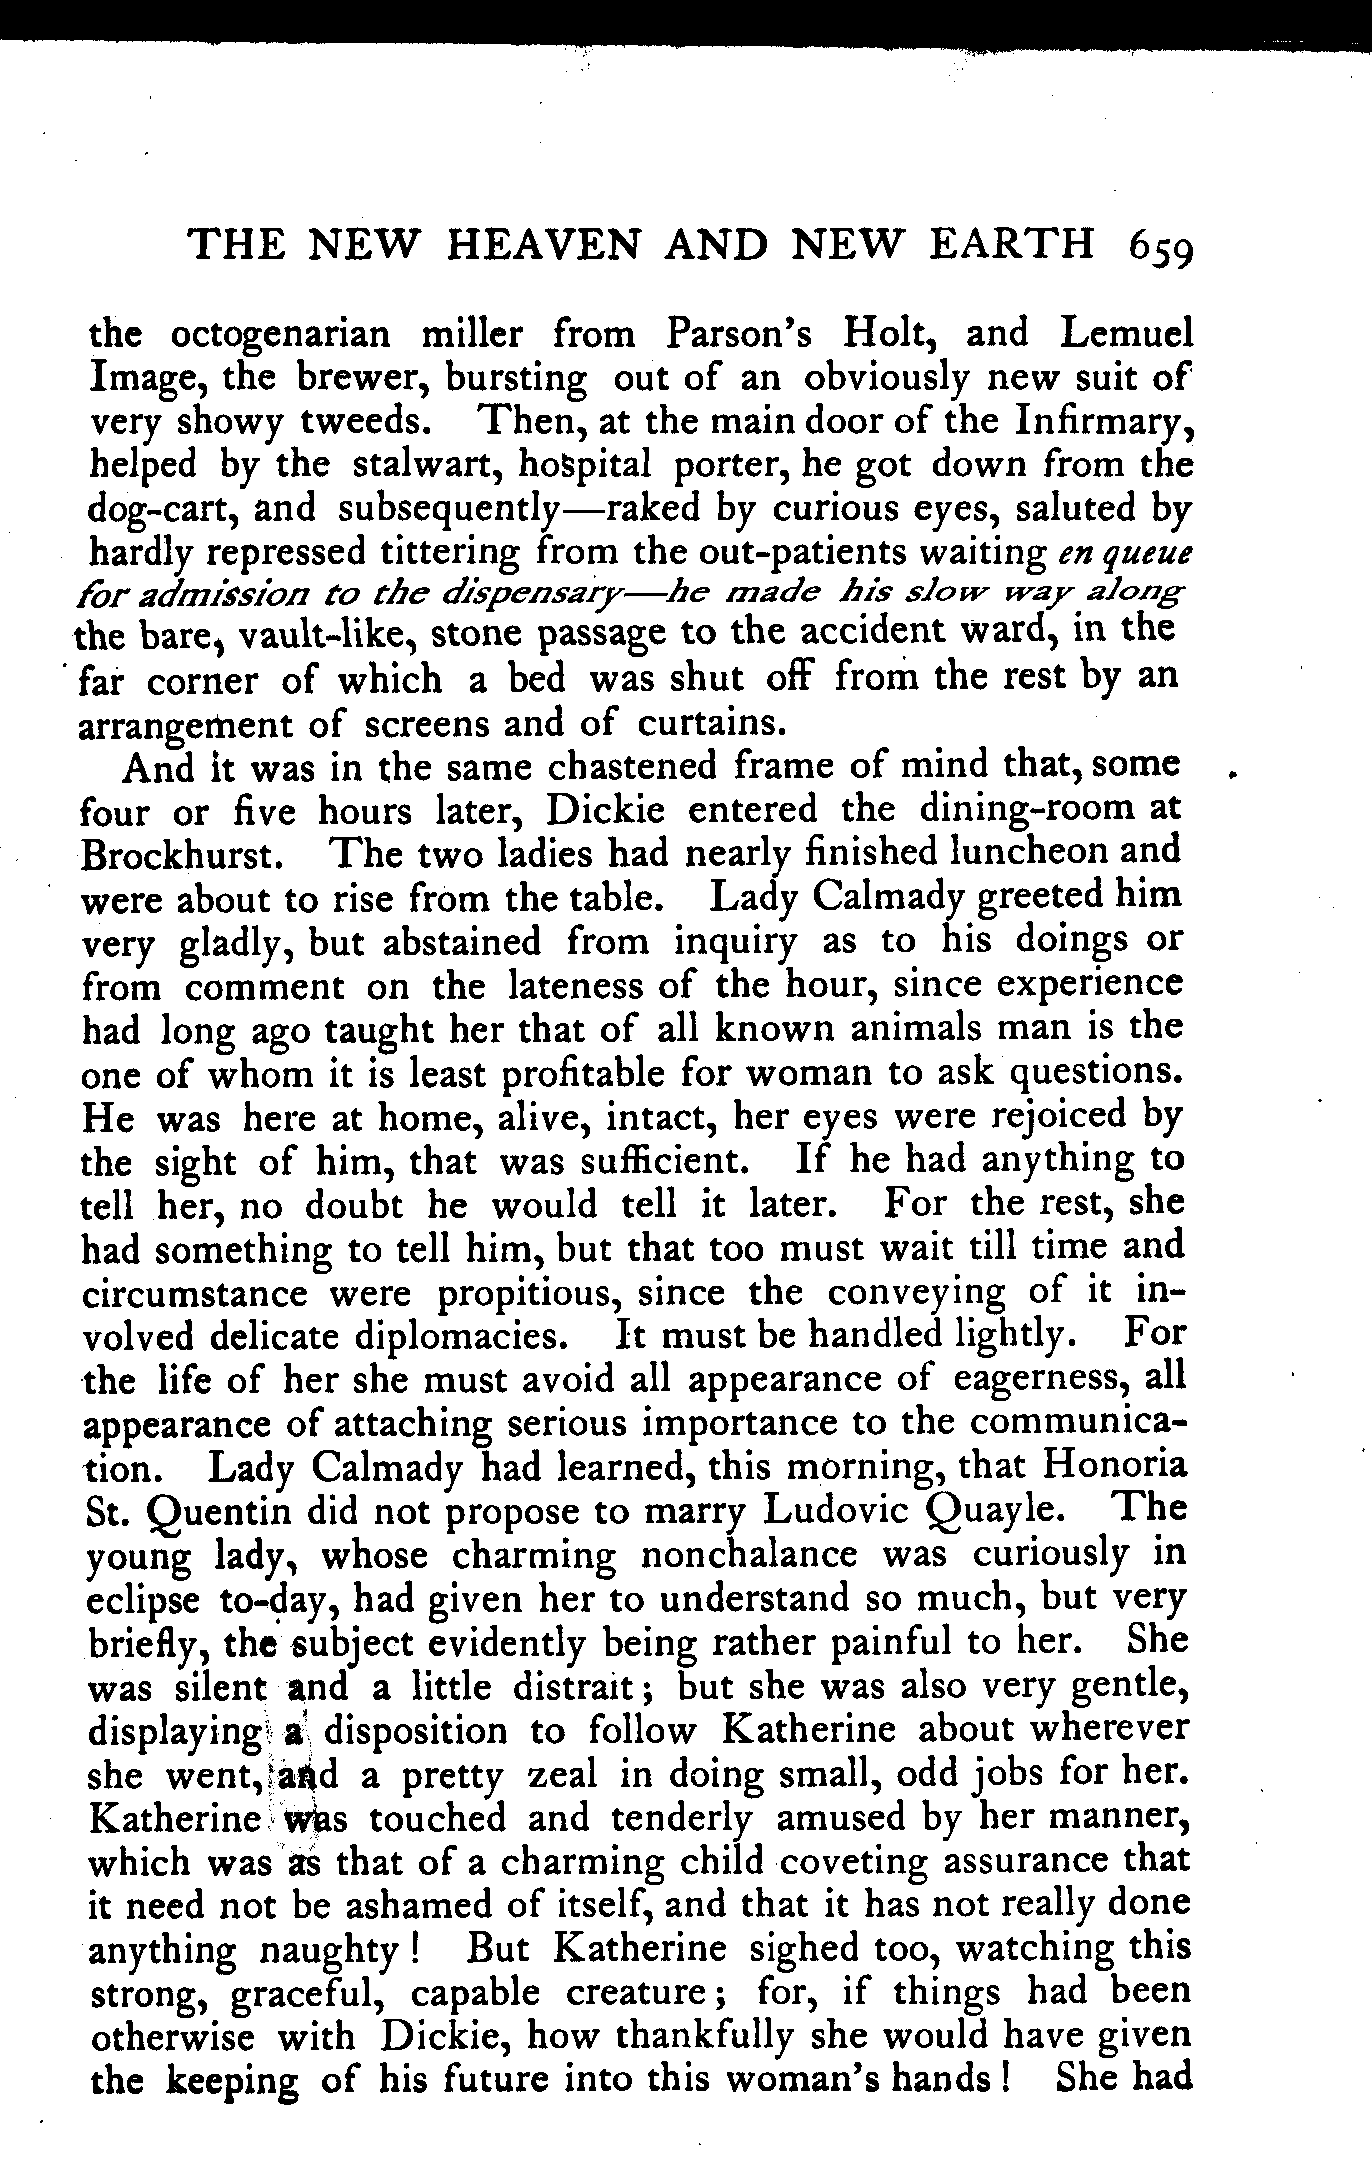 THE NEW HEAVEN AND NEW EARTH 659
the octogenarian miller from Parson's Holt, and Lemuel
Image, the brewer, bursting out of an obviously new suit of
very showy tweeds. Then, at the main door of the Infirmary,
helped by the stalwart, hospital porter, he got down from the
dog-cart, and subsequently—raked by curious eyes, saluted by
hardly repressed tittering from the out-patients waiting en queue
for admission to the dispensary—he made his slow way along
the bare, vault-like, stone passage to the accident ward, in the
far corner of which a bed was shut off from the rest by an
arrangement of screens and of curtains.
And it was in the same chastened frame of mind that, some
four or five hours later, Dickie entered the dining-room at
Brockhurst. The two ladies had nearly finished luncheon and
were about to rise from the table. Lady Calmady greeted him
very gladly, but abstained from inquiry as to his doings or
from comment on the lateness of the hour, since experience
had long ago taught her that of all known animals man is the
one of whom it is least profitable for woman to ask questions.
He was here at home, alive, intact, her eyes were rejoiced by
the sight of him, that was sufficient. If he had anything to
tell her, no doubt he would tell it later. For the rest, she
had something to tell him, but that too must wait till time and
circumstance were propitious, since the conveying of it in-
volved delicate diplomacies. It must be handled lightly. For
the life of her she must avoid all appearance of eagerness, all
appearance of attaching serious importance to the communica-
tion. Lady Calmady had learned, this morning, that Honoria
St. Quentin did not propose to marry Ludovic Quayle. The
young lady, whose charming nonchalance was curiously in
eclipse to-day, had given her to understand so much, but very
briefly, the subject evidently being rather painful to her. She
was silent and a little distrait; but she was also very gentle,
displaying a disposition to follow Katherine about wherever
she went, and a pretty zeal in doing small, odd jobs for her.
Katherine was touched and tenderly amused by her manner,
which was as that of a charming child coveting assurance that
it need not be ashamed of itself, and that it has not really done
anything naughty! But Katherine sighed too, watching this
strong, graceful, capable creature; for, if things had been
otherwise with Dickie, how thankfully she would have given
the keeping of his future into this woman's hands! She had